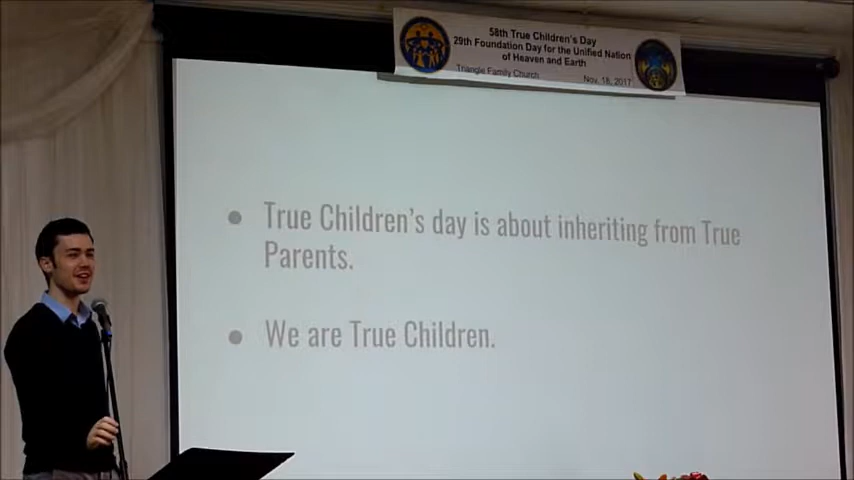 58th True Children's Day
29th Foundation Day for the Unified Nation
of Heaven and Earth
Triangle Family Church
Nov. 18, 2017
● True Children's day is about inheriting from True
Parents.
● We are True Children.